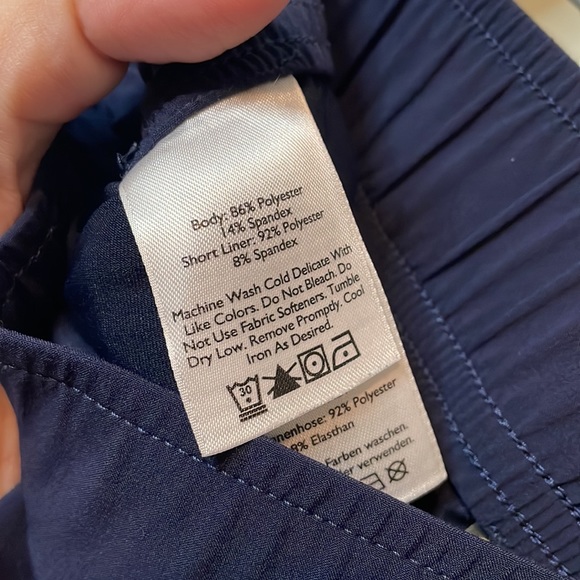 Body: 86% Polyester
14% Spandex
Short Liner: 92% Polyester
8% Spandex
Machine Wash Cold Delicate With
Like Colors. Do Not Bleach. Do
Not Use Fabric Softeners. Tumble
Dry Low. Remove Promptly. Cool
Iron As Desired.
30
nenhose: 92% Polyester
8% Elasthan
Farben waschen.
verwenden.